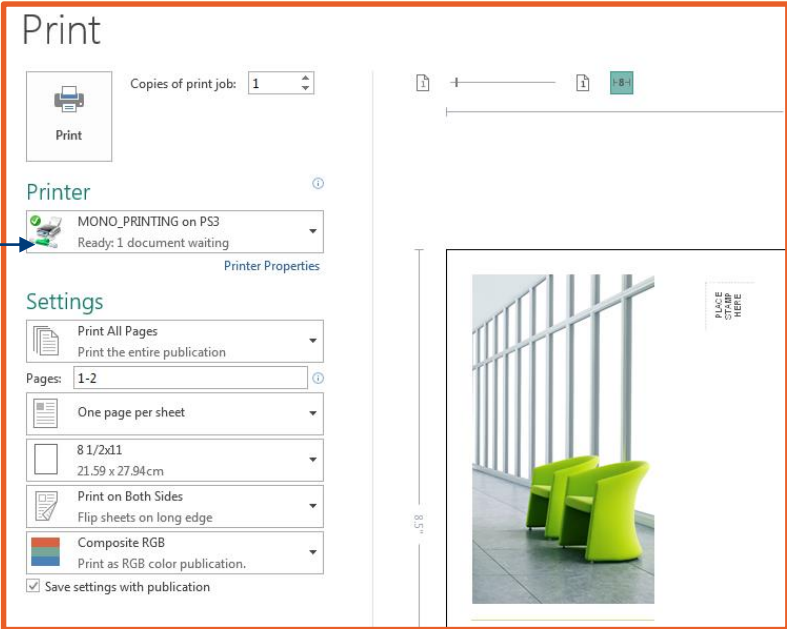 Print
Copies of print job: 1
Print
Printer
MONO_PRINTING on PS3
Ready: 1 document waiting
Printer Properties
Settings
Print All Pages
Print the entire publication
Pages: 1-2
One page per sheet
8 1/2x11
21.59 x 27.94cm
Print on Both Sides
Flip sheets on long edge
Composite RGB
Print as RGB color publication.
Save settings with publication
1
1
8
8.5"
PLACE
STAMP
HERE